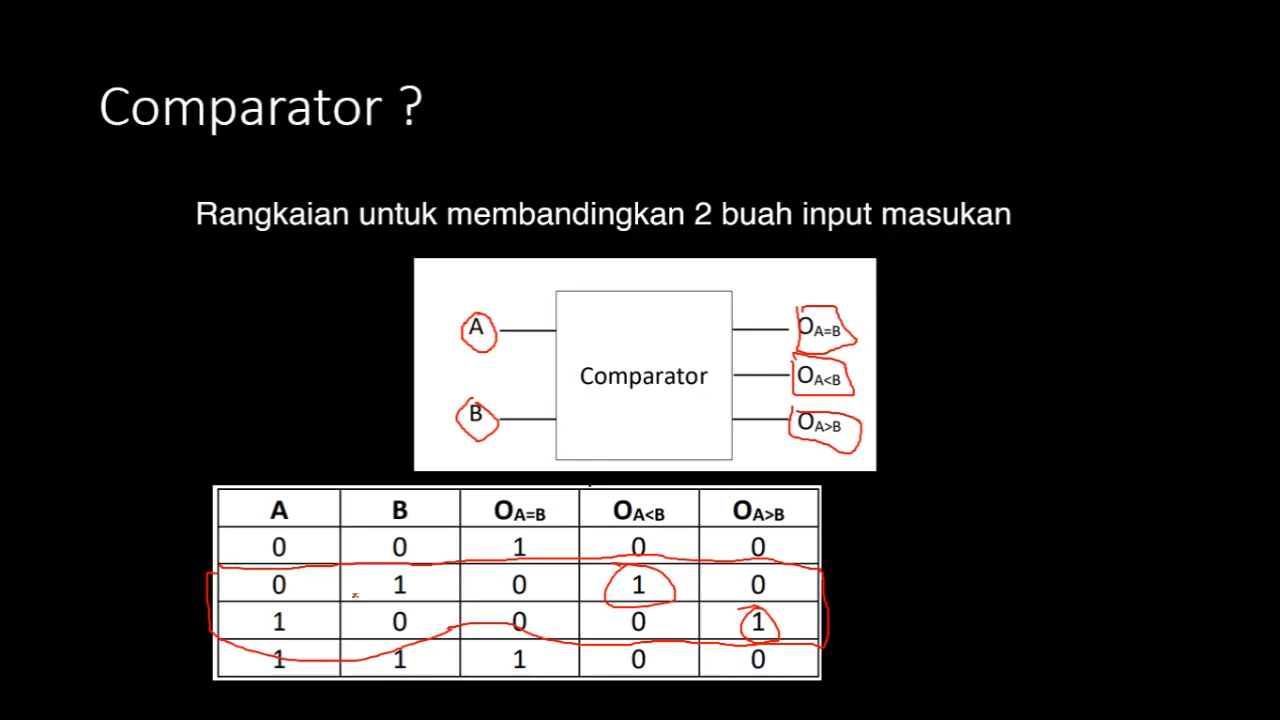 Comparator ?
Rangkaian untuk membandingkan 2 buah input masukan
A
B
Comparator
OA=B
OA<B
OA>B
A B OA=B OA<B OA>B
0 0 1 0 0
0 1 0 1 0
1 0 0 0 1
1 1 1 0 0